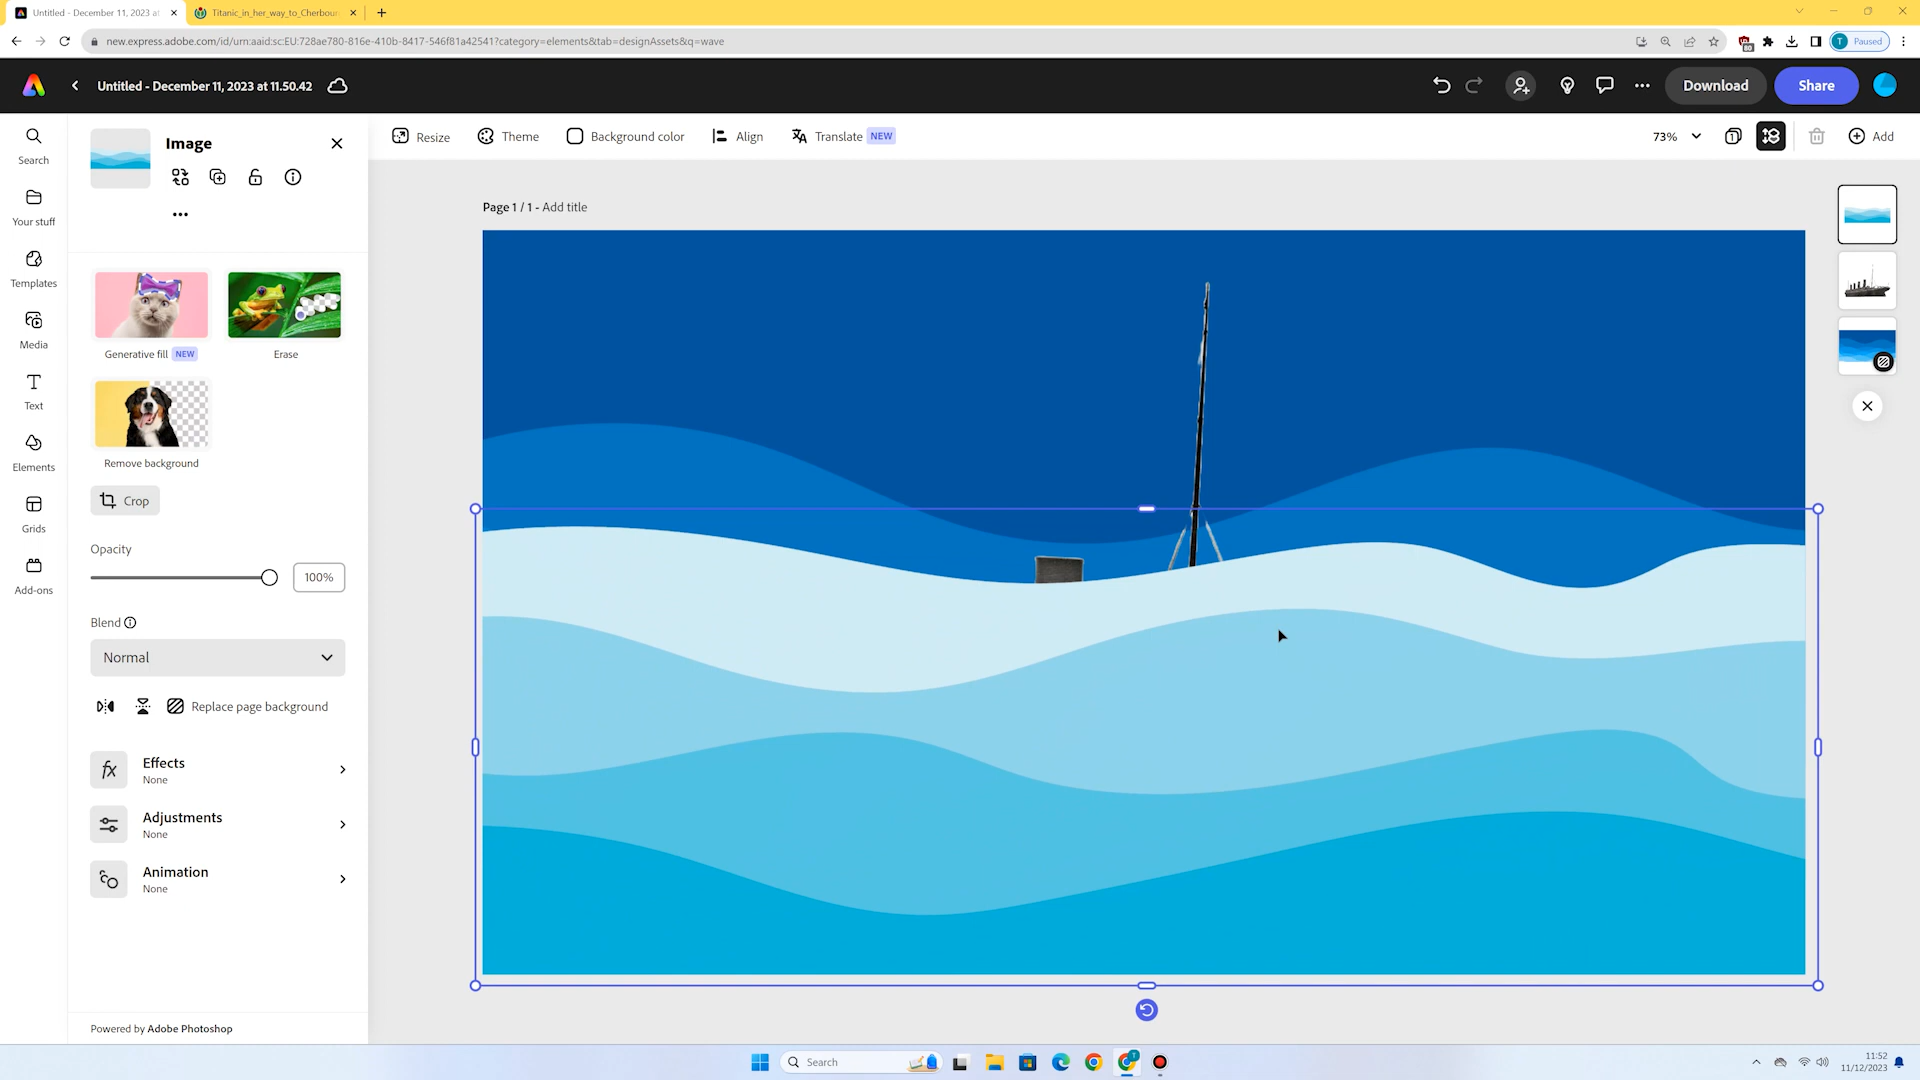 Untitled - December 11, 2023 at
Titanic_in_her_way_to_Cherbour
new.express.adobe.com/id/urn:aaid:sc:EU:728ae780-816e-410b-8417-546f81a42541?category=elements&tab=designAssets&q=wave
80
T Paused
Untitled - December 11, 2023 at 11.50.42
Download
Share
Search
Your stuff
Templates
Media
Text
Elements
Grids
Add-ons
Image
Generative fill NEW
Erase
Remove background
Crop
Opacity
100%
Blend
Normal
Replace page background
Effects
None
Adjustments
None
Animation
None
Powered by Adobe Photoshop
Resize
Theme
Background color
Align
Translate NEW
73%
1
Add
Page 1 / 1 - Add title
Search
T
11:52
11/12/2023